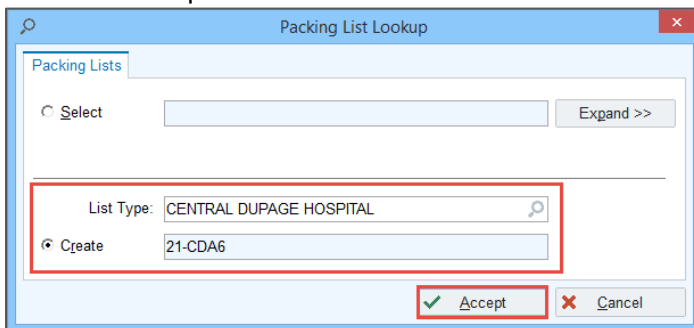 Packing List Lookup
Packing Lists
Select
Expand >>
List Type: CENTRAL DUPAGE HOSPITAL
Create 21-CDA6
Accept Cancel